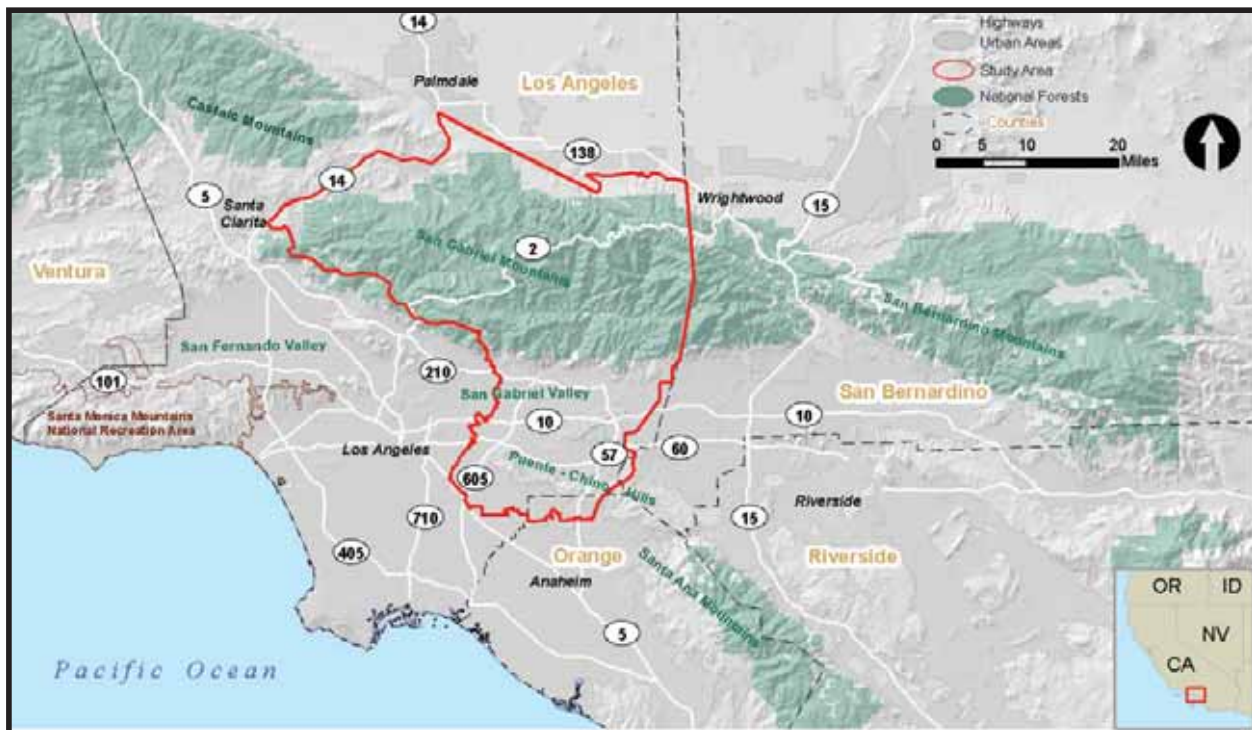 14
Palmdale
Los Angeles
Castaic Mountains
138
14
5
Santa
Clarita
Wrightwood
15
San Gabriel Mountains
2
Ventura
San Bernardino Mountains
San Fernando Valley
101
210
San Gabriel Valley
San Bernardino
Santa Monica Mountains
National Recreation Area
10
10
Los Angeles
57
60
605
Puente - Chino Hills
Riverside
710
15
405
Orange
Riverside
Anaheim
Santa Ana Mountains
5
Pacific Ocean
Highways
Urban Areas
Study Area
National Forests
Counties
0 5 10 20
Miles
OR ID
NV
CA